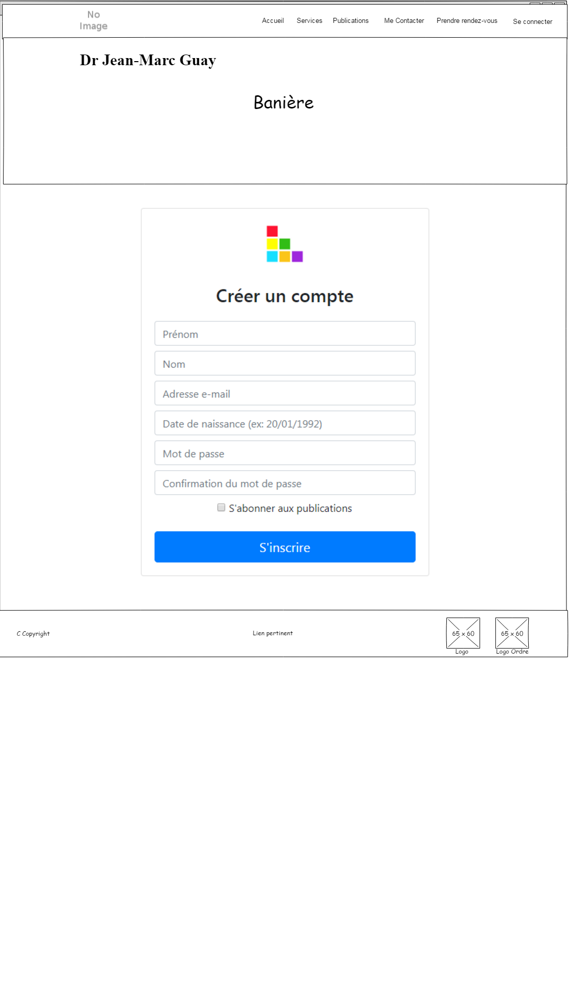 No
Image
Accueil Services Publications Me Contacter Prendre rendez-vous Se connecter
Dr Jean-Marc Guay
Banière
Créer un compte
Prénom
Nom
Adresse e-mail
Date de naissance (ex: 20/01/1992)
Mot de passe
Confirmation du mot de passe
S'abonner aux publications
S'inscrire
C Copyright
Lien pertinent
65 x 60
Logo
65 x 60
Logo Ordre